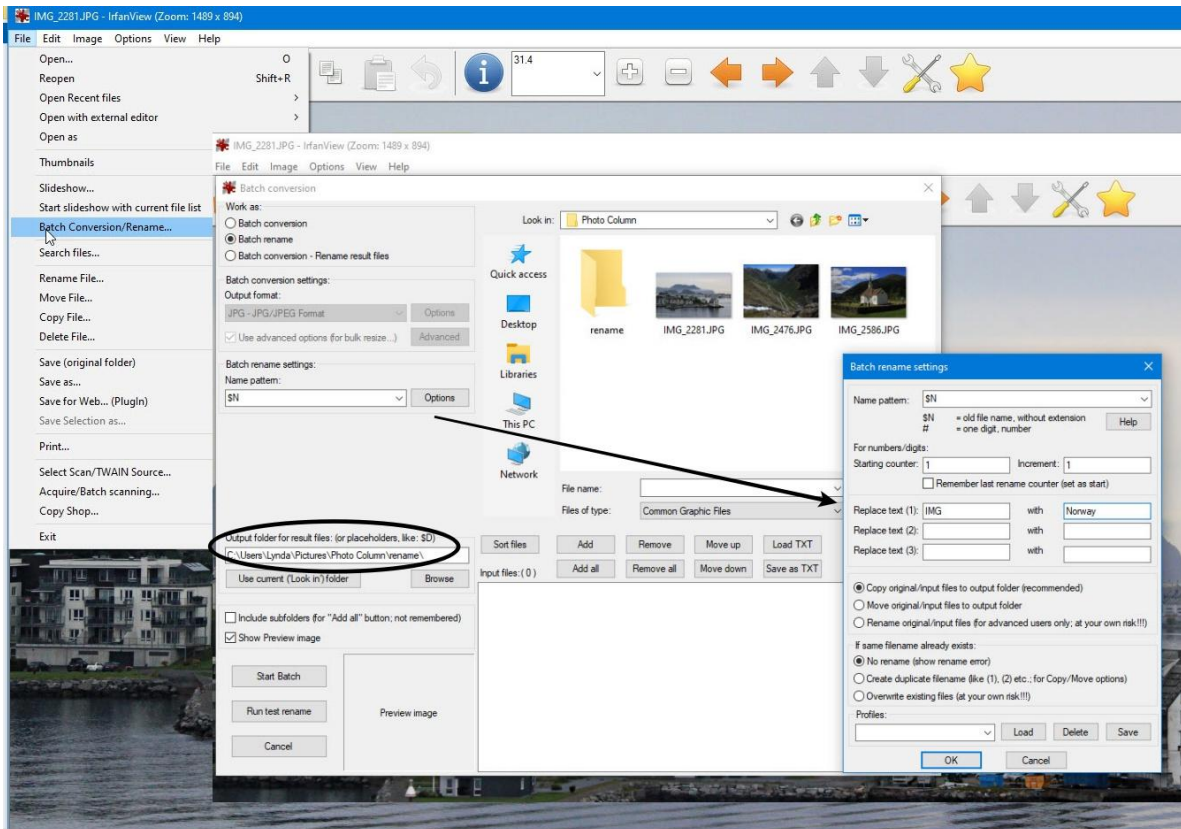 IMG_2281.JPG - IrfanView (Zoom: 1489 x 894)
File Edit Image Options View Help
Open... O
Reopen Shift+R
Open Recent files >
Open with external editor >
Open as
Thumbnails
Slideshow...
Start slideshow with current file list
Batch Conversion/Rename...
Search files...
Rename File...
Move File...
Copy File...
Delete File...
Save (original folder)
Save as...
Save for Web... (PlugIn)
Save Selection as...
Print...
Select Scan/TWAIN Source...
Acquire/Batch scanning...
Copy Shop...
Exit
31.4
IMG_2281.JPG - IrfanView (Zoom: 1489 x 894)
File Edit Image Options View Help
Batch conversion
Work as:
Batch conversion
Batch rename
Batch conversion - Rename result files
Batch conversion settings:
Output format:
JPG - JPG/JPEG Format Options
Use advanced options (for bulk resize...) Advanced
Batch rename settings:
Name pattern:
$N Options
Output folder for result files: (or placeholders, like: $D)
C:\Users\Lynda\Pictures\Photo Column\rename\
Use current ('Look in') folder Browse
Include subfolders (for "Add all" button; not remembered)
Show Preview image
Start Batch
Run test rename
Cancel
Preview image
Look in: Photo Column
Quick access
Desktop
Libraries
This PC
Network
rename IMG_2281.JPG IMG_2476.JPG IMG_2586.JPG
File name:
Files of type: Common Graphic Files
Sort files Add Remove Move up Load TXT
Input files: ( 0 ) Add all Remove all Move down Save as TXT
Batch rename settings
Name pattern: $N
$N = old file name, without extension
# = one digit, number
Help
For numbers/digits:
Starting counter: 1 Increment: 1
Remember last rename counter (set as start)
Replace text (1): IMG with Norway
Replace text (2): with
Replace text (3): with
Copy original/input files to output folder (recommended)
Move original/input files to output folder
Rename original/input files (for advanced users only; at your own risk!!!)
If same filename already exists:
No rename (show rename error)
Create duplicate filename (like (1), (2) etc.; for Copy/Move options)
Overwrite existing files (at your own risk!!!)
Profiles:
Load Delete Save
OK Cancel